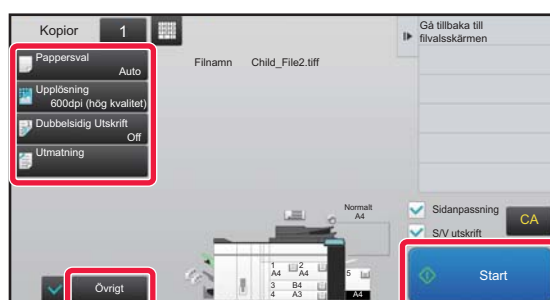 Kopior 1
Gå tillbaka till
filvalsskärmen
Pappersval
Auto
Filnamn Child_File2.tiff
Upplösning
600dpi (hög kvalitet)
Dubbelsidig Utskrift
Off
Utmatning
Normalt
A4
Sidanpassning
S/V utskrift
CA
1 A4
2 A4
3 B4
4 A3
5 A4
Övrigt
Start